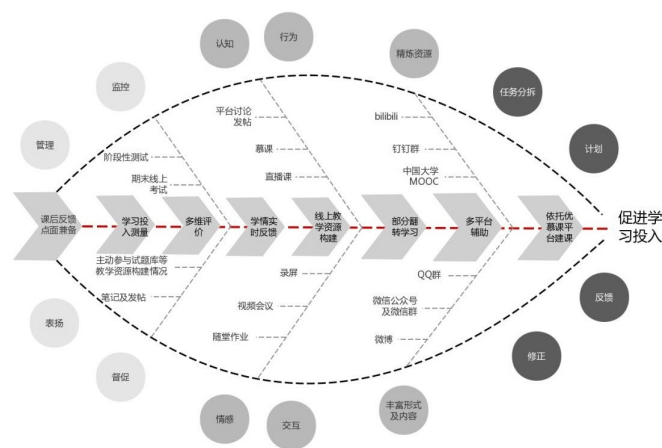 认知
行为
精炼资源
监控
任务分拆
管理
计划
平台讨论
发帖
bilibili
慕课
钉钉群
阶段性测试
直播课
中国大学
MOOC
期末线上
考试
课后反馈
点面兼备
学习投
入测量
多维评
价
学情实
时反馈
线上教
学资源
构建
部分翻
转学习
多平台
辅助
依托优
慕课平
台建课
促进学
习投入
主动参与试题库等
教学资源构建情况
录屏
QQ群
笔记及发帖
视频会议
微信公众号
及微信群
随堂作业
微博
表扬
反馈
督促
修正
情感
交互
丰富形式
及内容